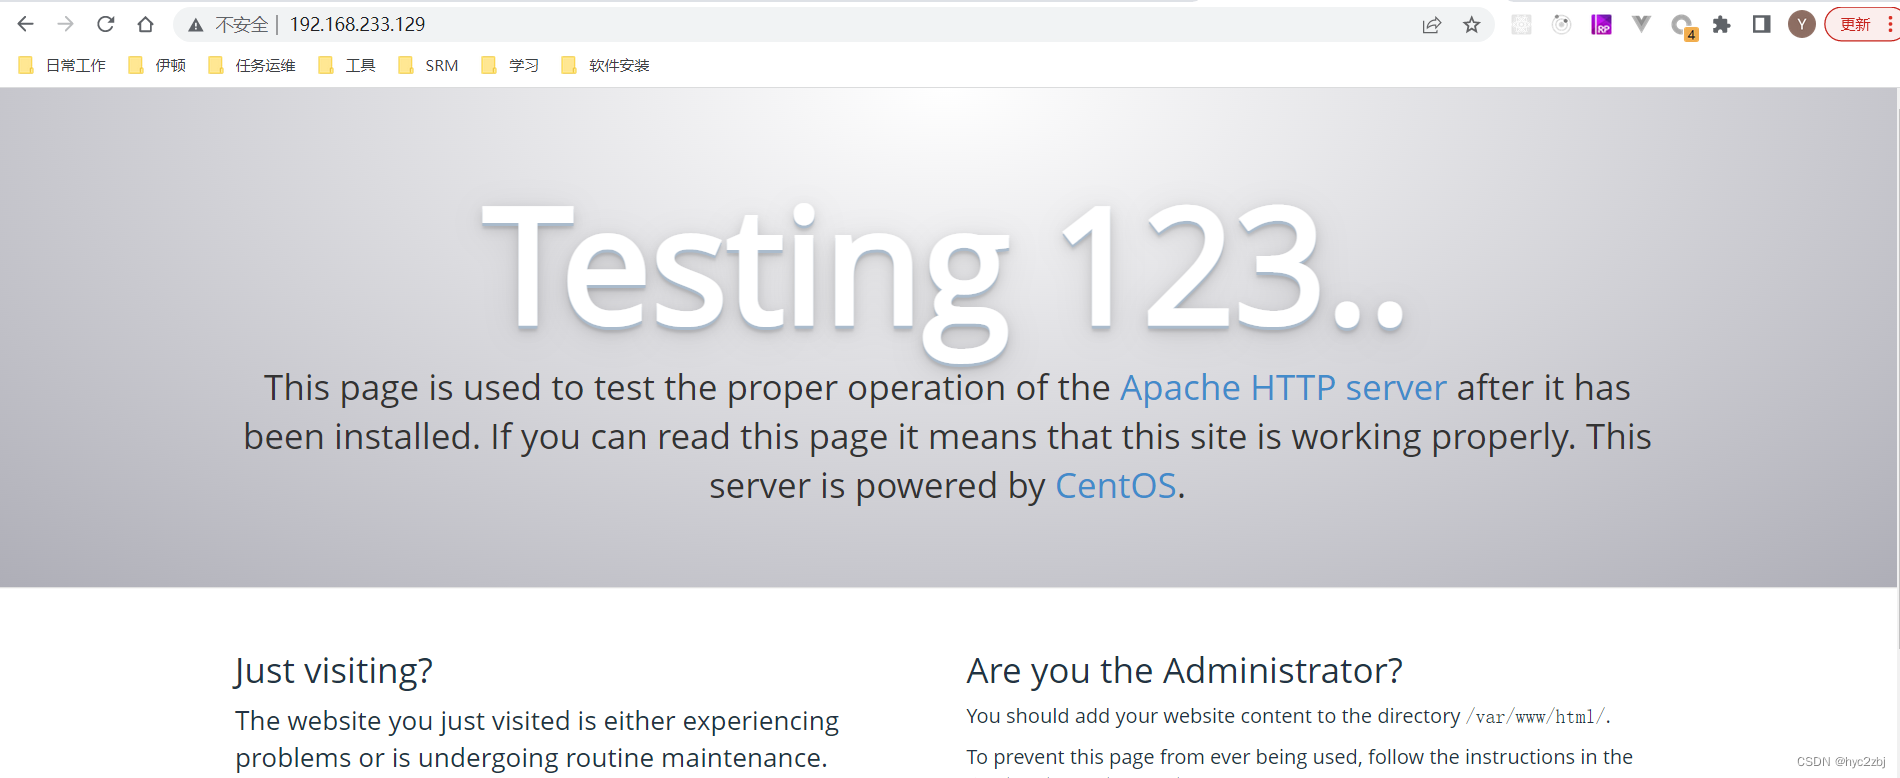 不安全 | 192.168.233.129
4
Y
更新
日常工作 伊顿 任务运维 工具 SRM 学习 软件安装
RP
Testing 123..
This page is used to test the proper operation of the Apache HTTP server after it has
been installed. If you can read this page it means that this site is working properly. This
server is powered by CentOS.
Just visiting?
The website you just visited is either experiencing
problems or is undergoing routine maintenance.
Are you the Administrator?
You should add your website content to the directory /var/www/html/.
To prevent this page from ever being used, follow the instructions in the
CSDN @hyc2zbj